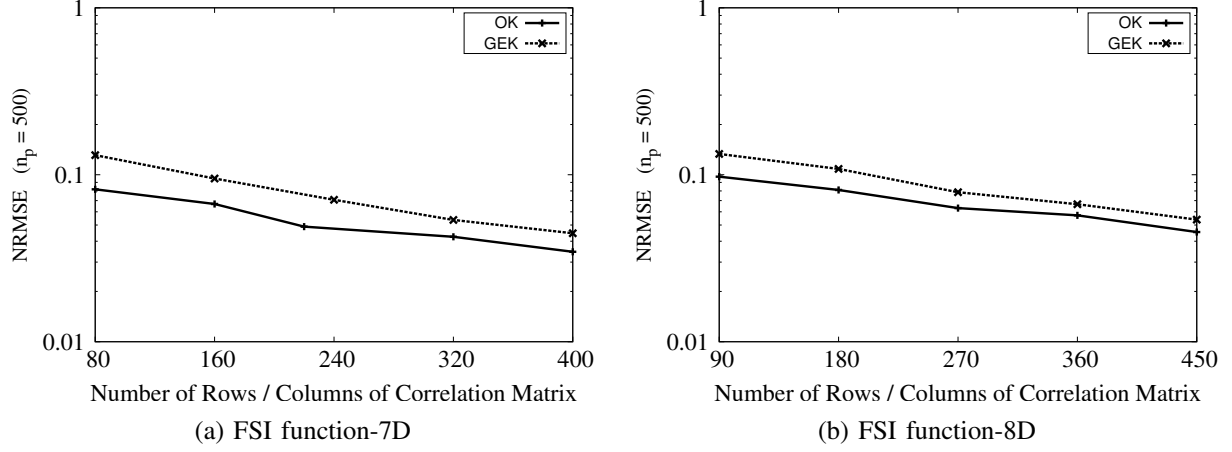 1
0.1
0.01
NRMSE (n_p = 500)
OK
GEK
80 160 240 320 400
Number of Rows / Columns of Correlation Matrix
(a) FSI function-7D
1
0.1
0.01
NRMSE (n_p = 500)
OK
GEK
90 180 270 360 450
Number of Rows / Columns of Correlation Matrix
(b) FSI function-8D